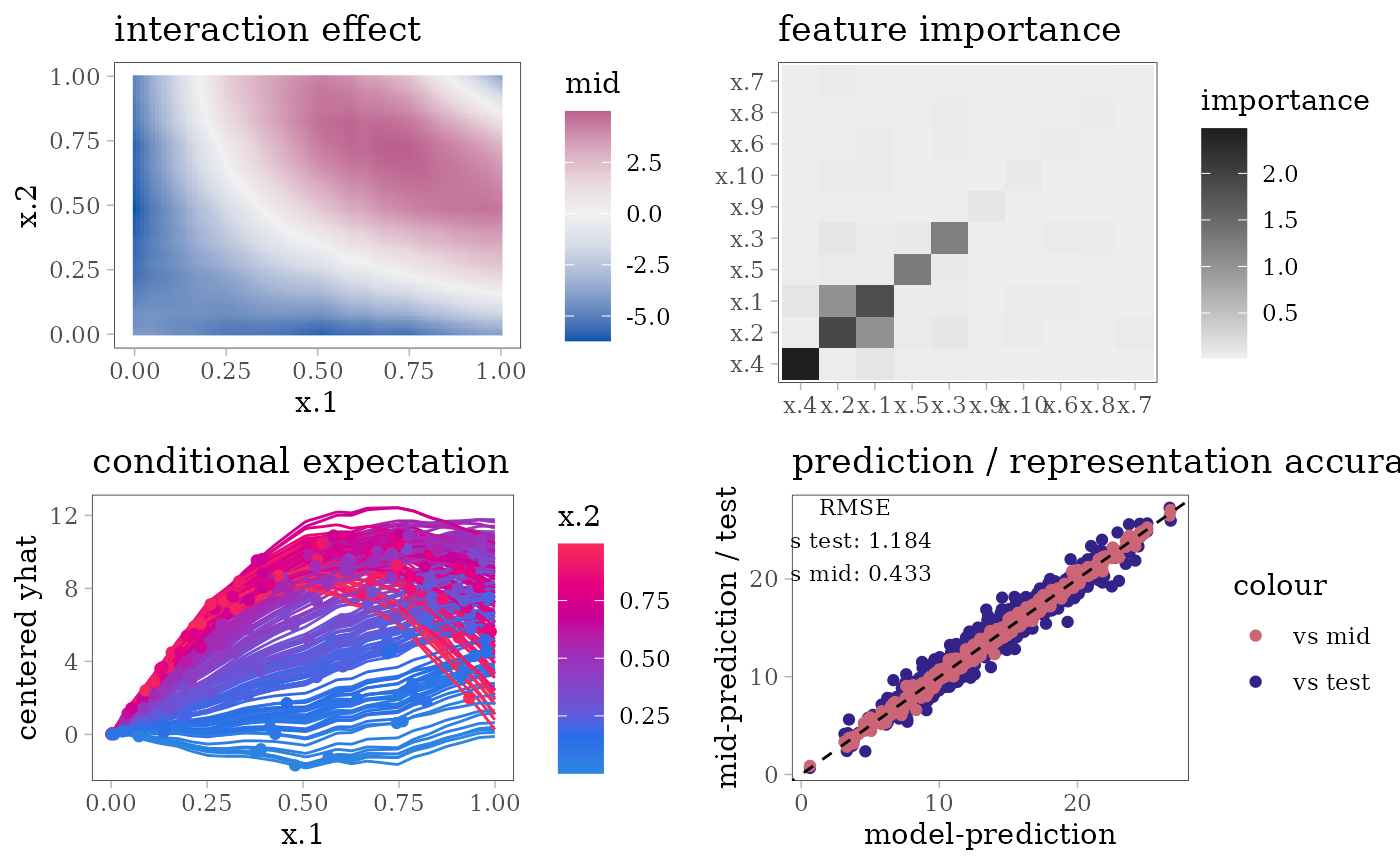 interaction effect
1.00
0.75
0.50
0.25
0.00
x.2
0.00 0.25 0.50 0.75 1.00
x.1
mid
2.5
0.0
-2.5
-5.0
feature importance
x.7
x.8
x.6
x.10
x.9
x.3
x.5
x.1
x.2
x.4
x.4 x.2 x.1 x.5 x.3 x.9 x.10 x.6 x.8 x.7
importance
2.0
1.5
1.0
0.5
conditional expectation
12
8
4
0
centered yhat
0.00 0.25 0.50 0.75 1.00
x.1
x.2
0.75
0.50
0.25
prediction / representation accura
RMSE
s test: 1.184
s mid: 0.433
20
10
0
mid-prediction / test
0 10 20
model-prediction
colour
vs mid
vs test